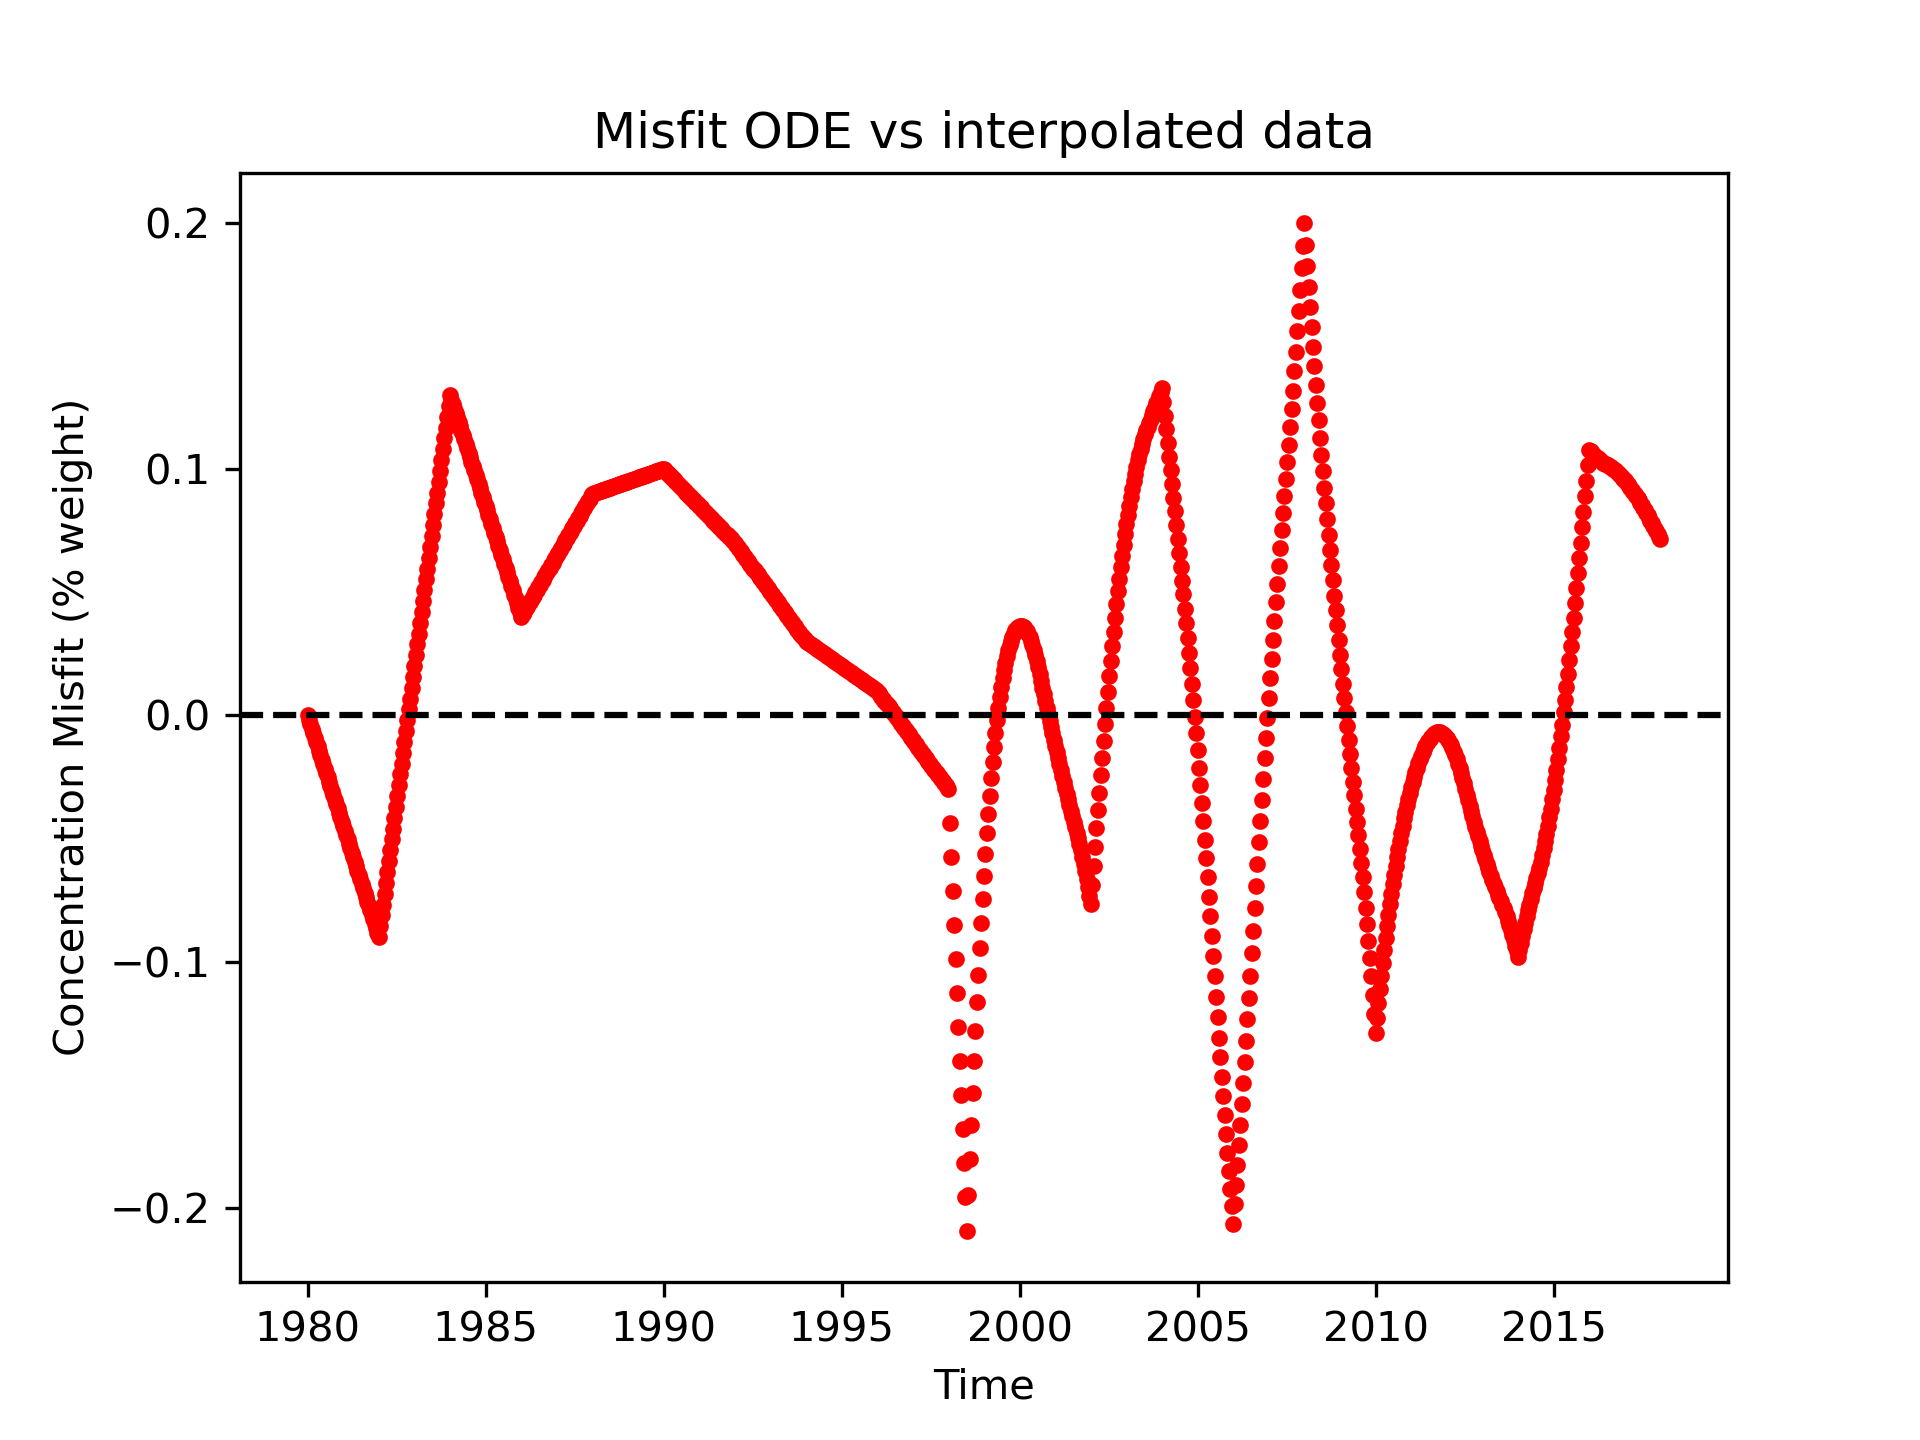 Misfit ODE vs interpolated data
Concentration Misfit (% weight)
0.2
0.1
0.0
−0.1
−0.2
1980 1985 1990 1995 2000 2005 2010 2015
Time